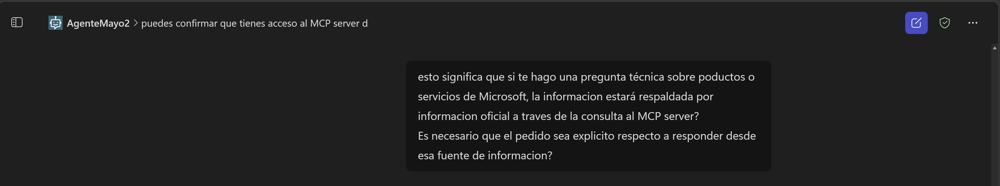 AgenteMayo2 > puedes confirmar que tienes acceso al MCP server d
esto significa que si te hago una pregunta técnica sobre poductos o
servicios de Microsoft, la informacion estará respaldada por
informacion oficial a traves de la consulta al MCP server?
Es necesario que el pedido sea explicito respecto a responder desde
esa fuente de informacion?